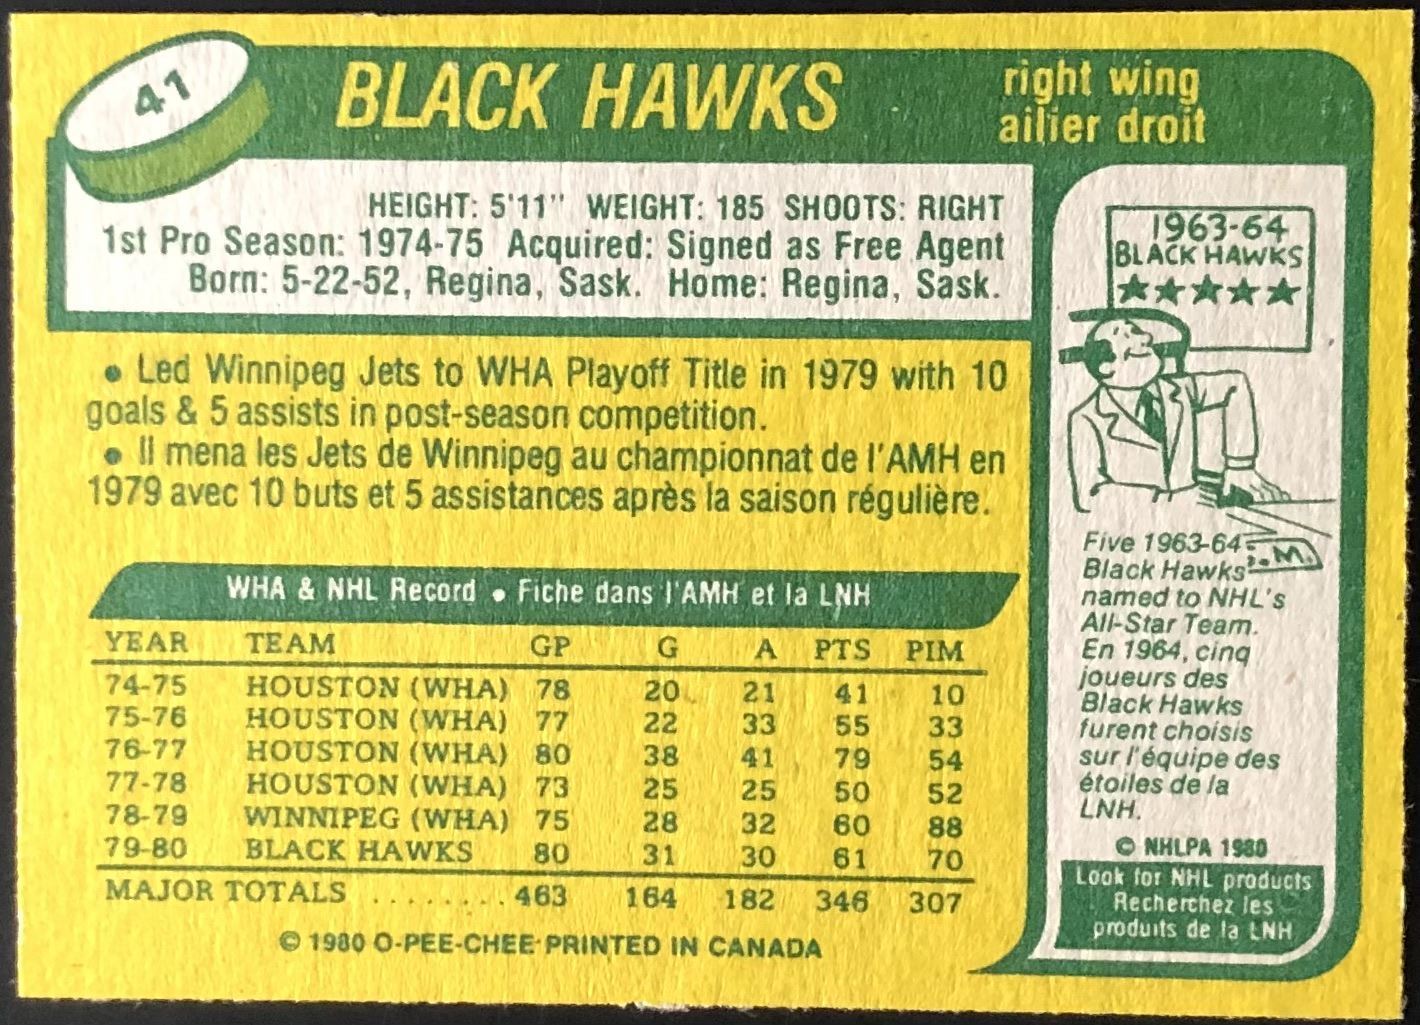 41
BLACK HAWKS
right wing
ailier droit
HEIGHT: 5'11" WEIGHT: 185 SHOOTS: RIGHT
1st Pro Season: 1974-75 Acquired: Signed as Free Agent
Born: 5-22-52, Regina, Sask. Home: Regina, Sask.
• Led Winnipeg Jets to WHA Playoff Title in 1979 with 10
goals & 5 assists in post-season competition.
• Il mena les Jets de Winnipeg au championnat de l'AMH en
1979 avec 10 buts et 5 assistances après la saison régulière.
WHA & NHL Record • Fiche dans l'AMH et la LNH
YEAR TEAM GP G A PTS PIM
74-75 HOUSTON (WHA) 78 20 21 41 10
75-76 HOUSTON (WHA) 77 22 33 55 33
76-77 HOUSTON (WHA) 80 38 41 79 54
77-78 HOUSTON (WHA) 73 25 25 50 52
78-79 WINNIPEG (WHA) 75 28 32 60 88
79-80 BLACK HAWKS 80 31 30 61 70
MAJOR TOTALS ........ 463 164 182 346 307
© 1980 O-PEE-CHEE PRINTED IN CANADA
1963-64
BLACK HAWKS
★★★★★
Five 1963-64
Black Hawks
named to NHL's
All-Star Team.
En 1964, cinq
joueurs des
Black Hawks
furent choisis
sur l'équipe des
étoiles de la
LNH.
© NHLPA 1980
Look for NHL products
Recherchez les
produits de la LNH